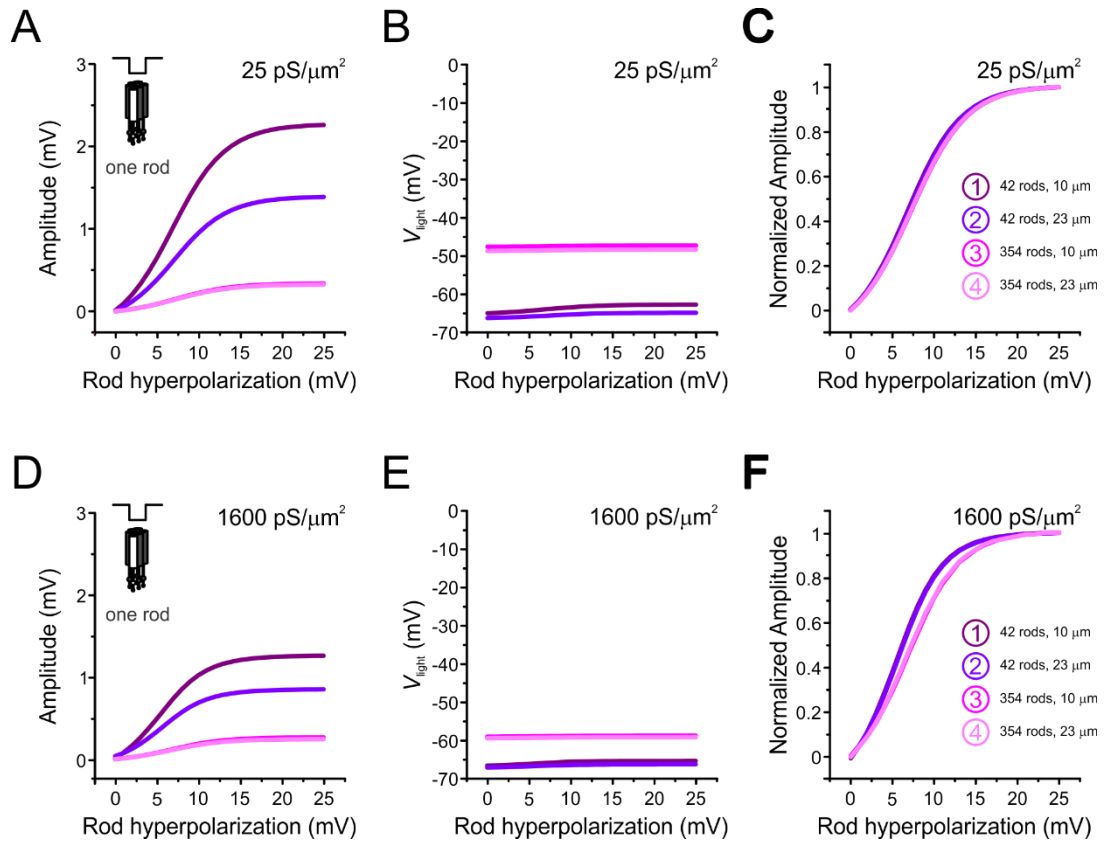 A
25 pS/μm²
3
2
1
0
0 5 10 15 20 25
Amplitude (mV)
Rod hyperpolarization (mV)
one rod
B
25 pS/μm²
0
-10
-20
-30
-40
-50
-60
-70
0 5 10 15 20 25
V_light (mV)
Rod hyperpolarization (mV)
C
25 pS/μm²
1
0.8
0.6
0.4
0.2
0
0 5 10 15 20 25
Normalized Amplitude
Rod hyperpolarization (mV)
1 42 rods, 10 μm
2 42 rods, 23 μm
3 354 rods, 10 μm
4 354 rods, 23 μm
D
1600 pS/μm²
3
2
1
0
0 5 10 15 20 25
Amplitude (mV)
Rod hyperpolarization (mV)
one rod
E
1600 pS/μm²
0
-10
-20
-30
-40
-50
-60
-70
0 5 10 15 20 25
V_light (mV)
Rod hyperpolarization (mV)
F
1600 pS/μm²
1
0.8
0.6
0.4
0.2
0
0 5 10 15 20 25
Normalized Amplitude
Rod hyperpolarization (mV)
1 42 rods, 10 μm
2 42 rods, 23 μm
3 354 rods, 10 μm
4 354 rods, 23 μm